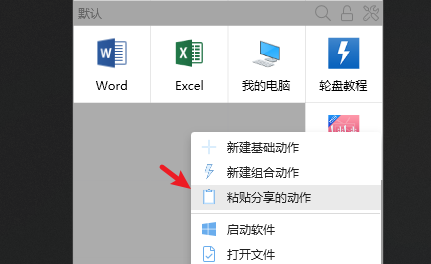 默认
Word
Excel
我的电脑
轮盘教程
新建基础动作
新建组合动作
粘贴分享的动作
启动软件
打开文件